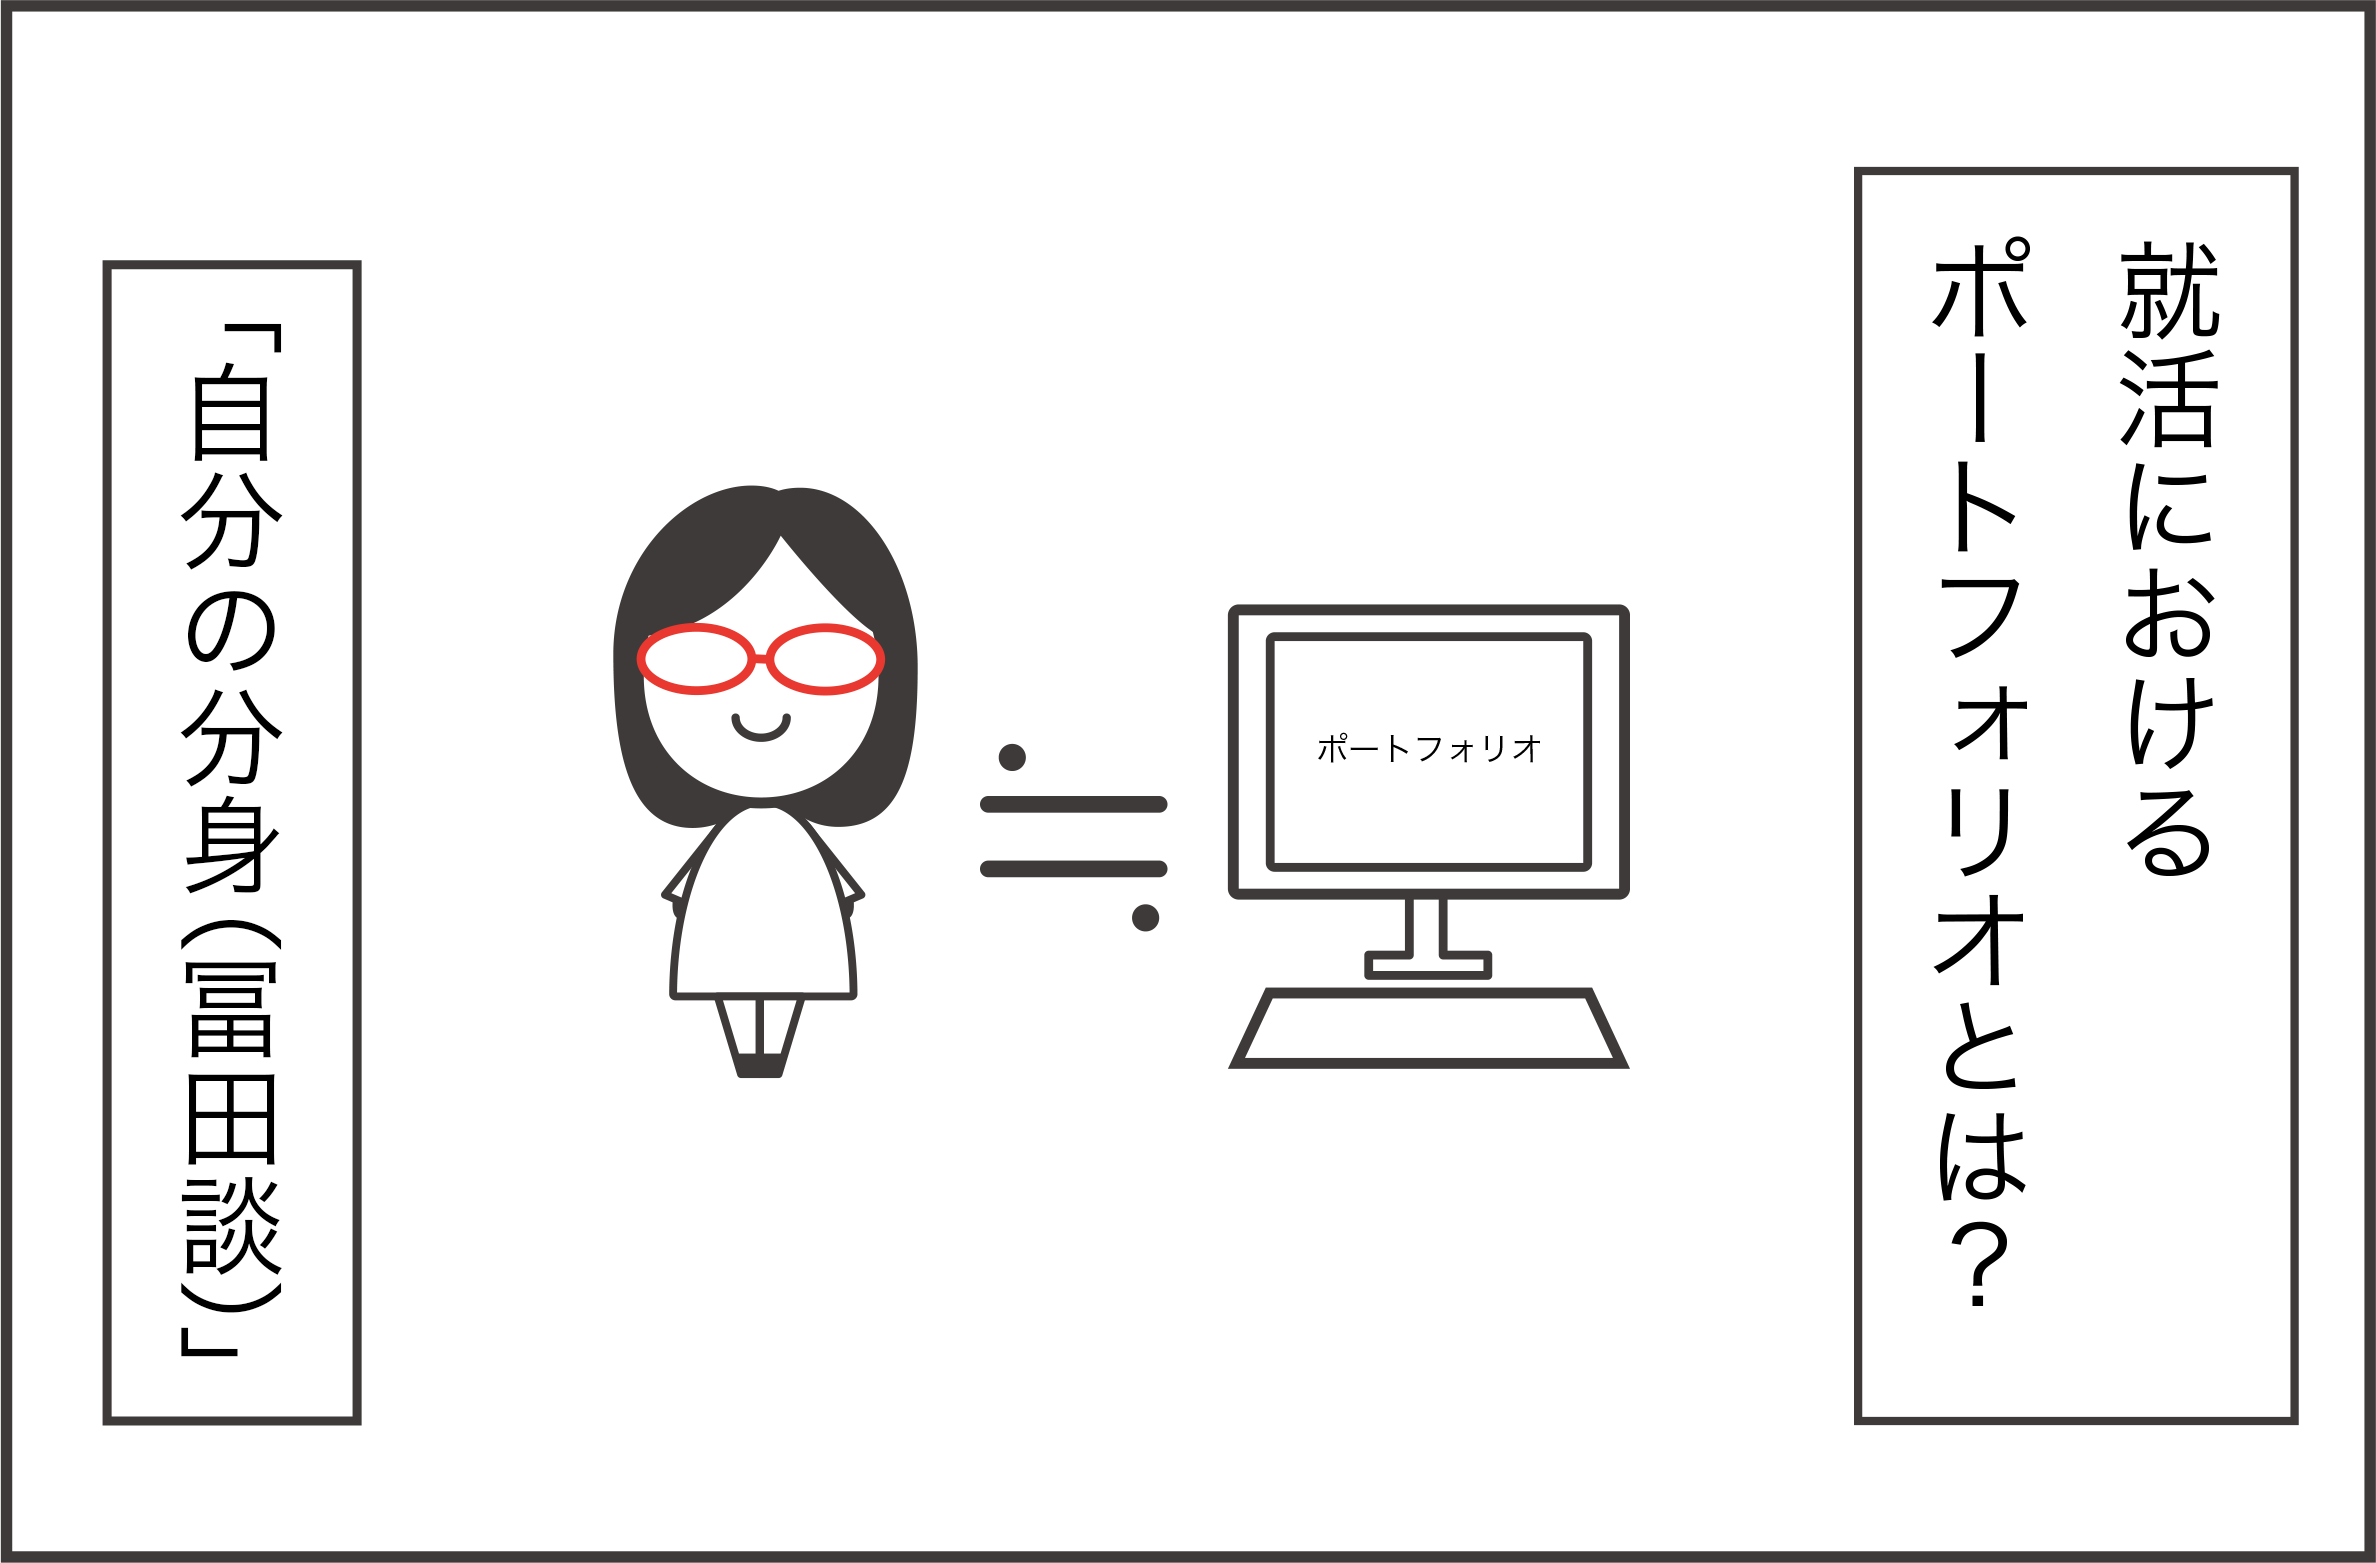 就活における
ポートフォリオとは？
ポートフォリオ
「自分の分身(冨田談)」